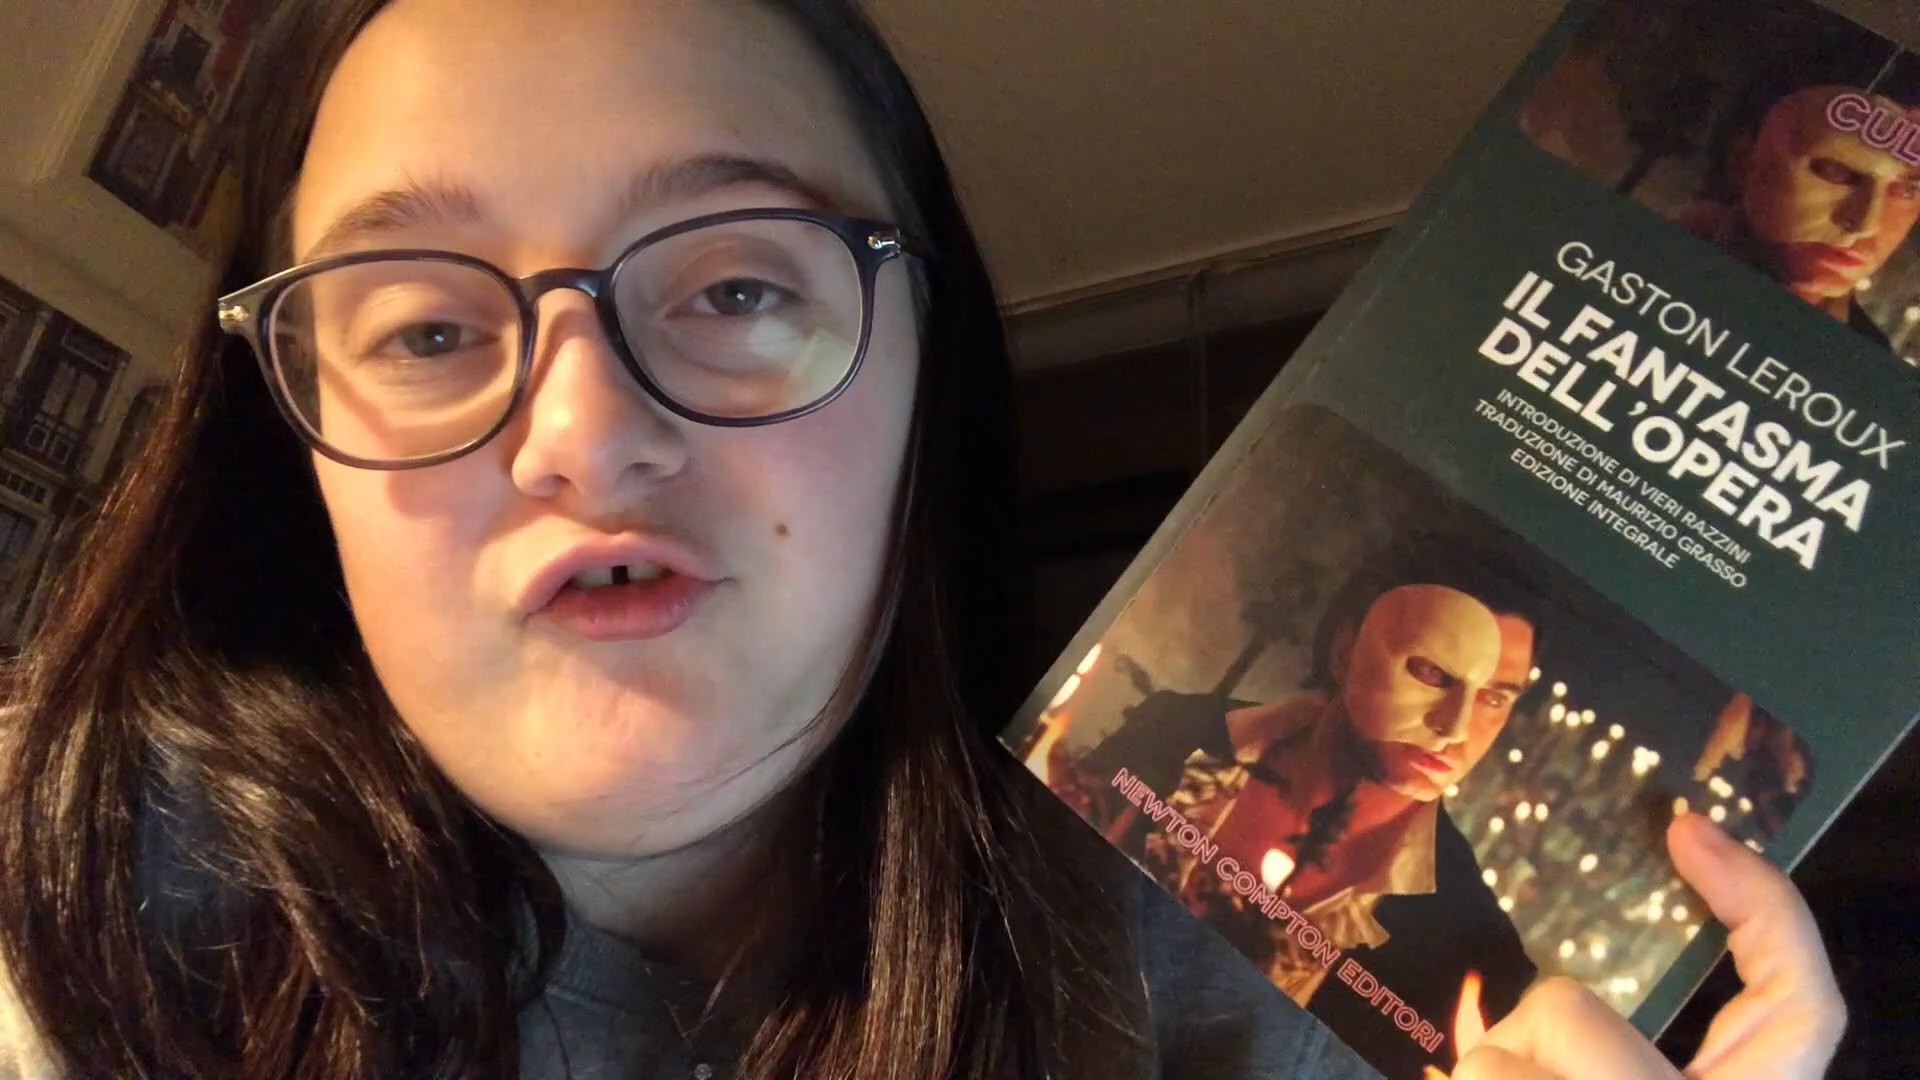 CUL
GASTON LEROUX
IL FANTASMA
DELL'OPERA
INTRODUZIONE DI VIERI RAZZINI
TRADUZIONE DI MAURIZIO GRASSO
EDIZIONE INTEGRALE
NEWTON COMPTON EDITORI